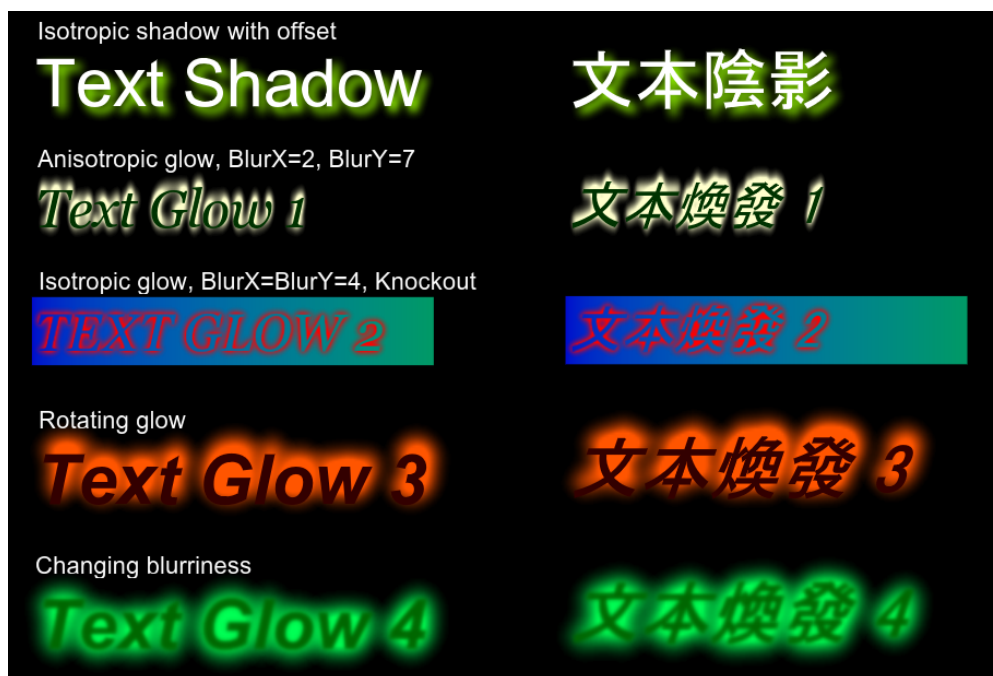 Isotropic shadow with offset
Text Shadow 文本陰影
Anisotropic glow, BlurX=2, BlurY=7
Text Glow 1 文本煥發 1
Isotropic glow, BlurX=BlurY=4, Knockout
TEXT GLOW 2 文本煥發 2
Rotating glow
Text Glow 3 文本煥發 3
Changing blurriness
Text Glow 4 文本煥發 4